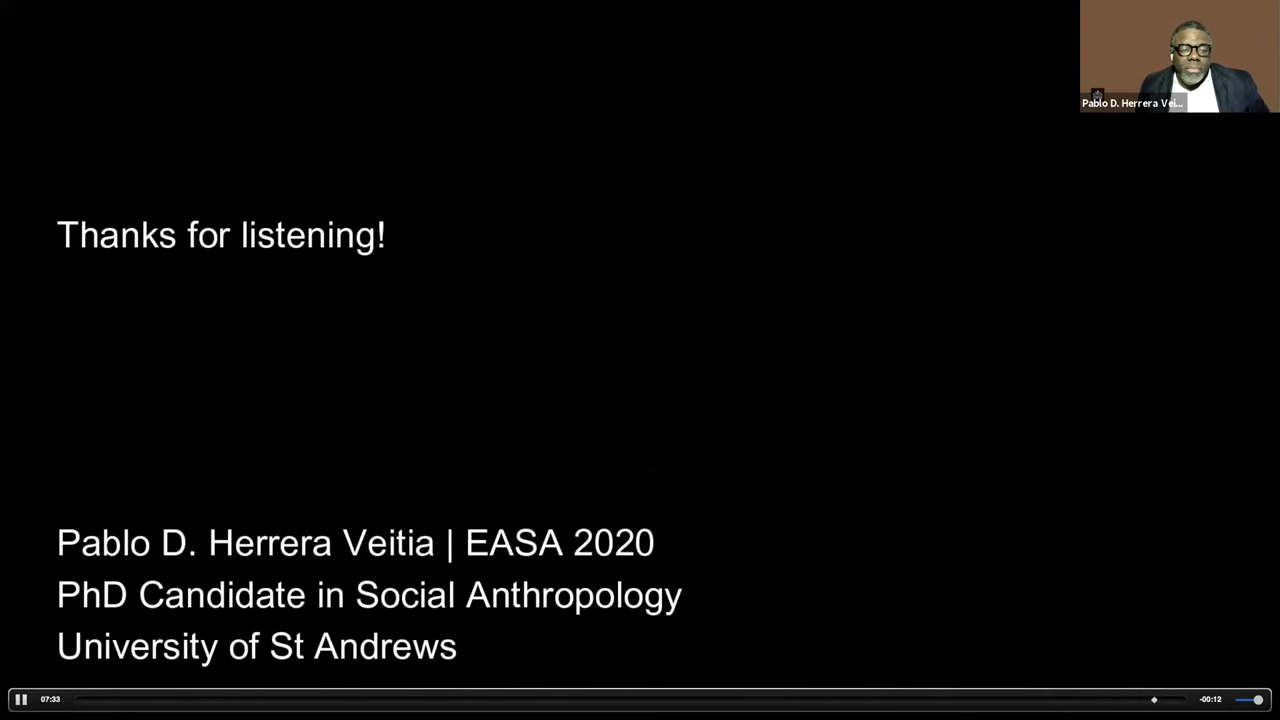 Pablo D. Herrera Vei...
Thanks for listening!
Pablo D. Herrera Veitia | EASA 2020
PhD Candidate in Social Anthropology
University of St Andrews
07:33
-00:12